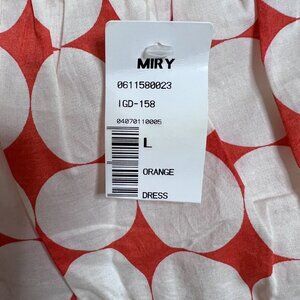 MIRY
0611580023
IGD-158
04070110005
L
ORANGE
DRESS